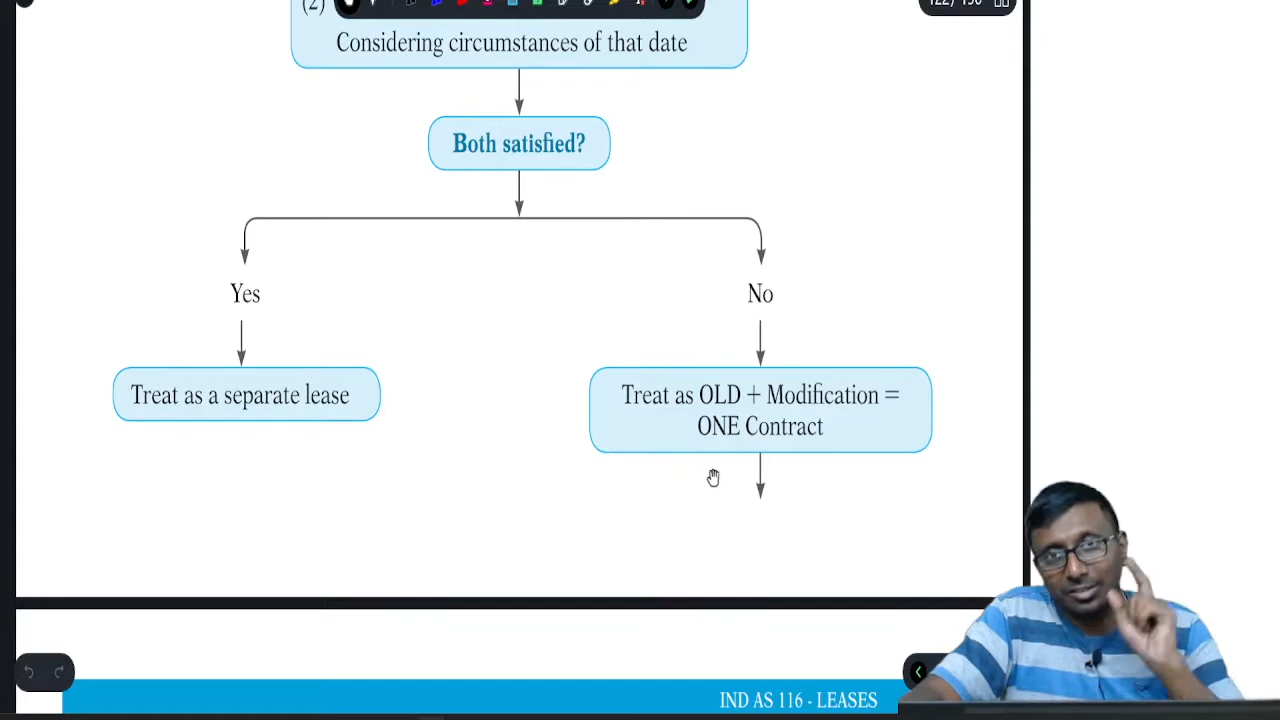 (2)
Considering circumstances of that date
Both satisfied?
Yes
No
Treat as a separate lease
Treat as OLD + Modification =
ONE Contract
IND AS 116 - LEASES